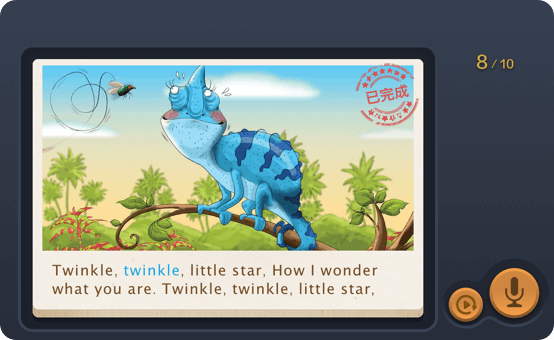 8/10
已完成
Twinkle, twinkle, little star, How I wonder
what you are. Twinkle, twinkle, little star,